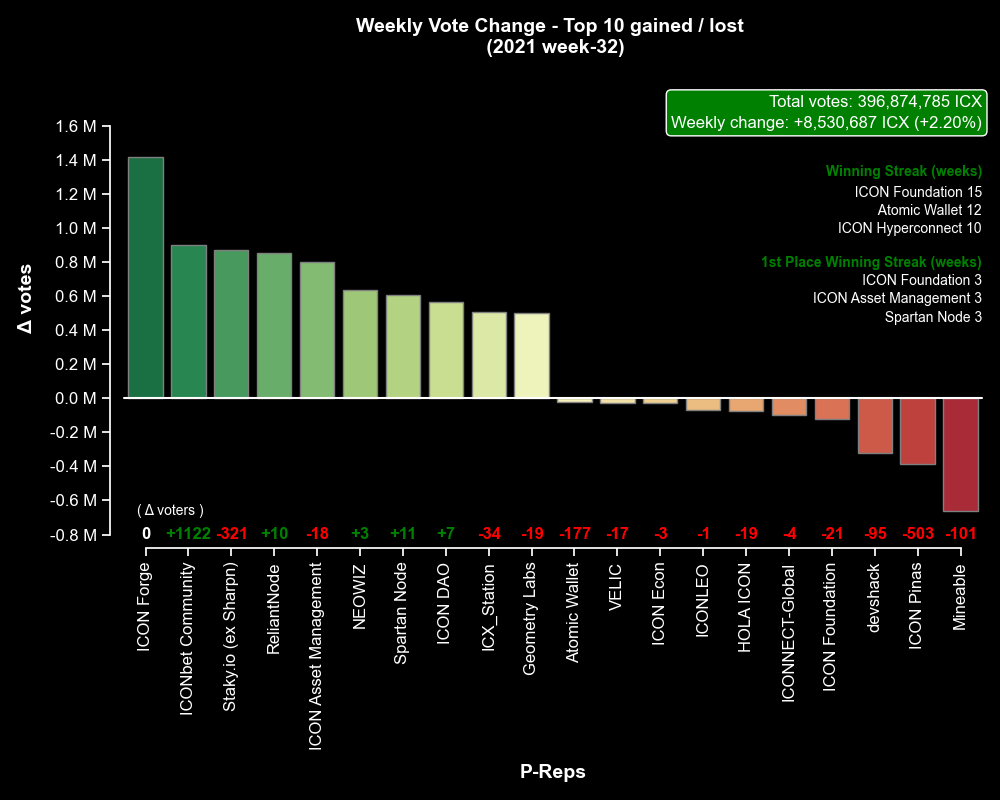 Weekly Vote Change - Top 10 gained / lost
(2021 week-32)
Total votes: 396,874,785 ICX
Weekly change: +8,530,687 ICX (+2.20%)
Winning Streak (weeks)
ICON Foundation 15
Atomic Wallet 12
ICON Hyperconnect 10
1st Place Winning Streak (weeks)
ICON Foundation 3
ICON Asset Management 3
Spartan Node 3
Δ votes
1.6 M
1.4 M
1.2 M
1.0 M
0.8 M
0.6 M
0.4 M
0.2 M
0.0 M
-0.2 M
-0.4 M
-0.6 M
-0.8 M
( Δ voters )
0 +1122 -321 +10 -18 +3 +11 +7 -34 -19 -177 -17 -3 -1 -19 -4 -21 -95 -503 -101
ICON Forge
ICONbet Community
Staky.io (ex Sharpn)
ReliantNode
ICON Asset Management
NEOWIZ
Spartan Node
ICON DAO
ICX_Station
Geometry Labs
Atomic Wallet
VELIC
ICON Econ
ICONLEO
HOLA ICON
ICONNECT-Global
ICON Foundation
devshack
ICON Pinas
Mineable
P-Reps